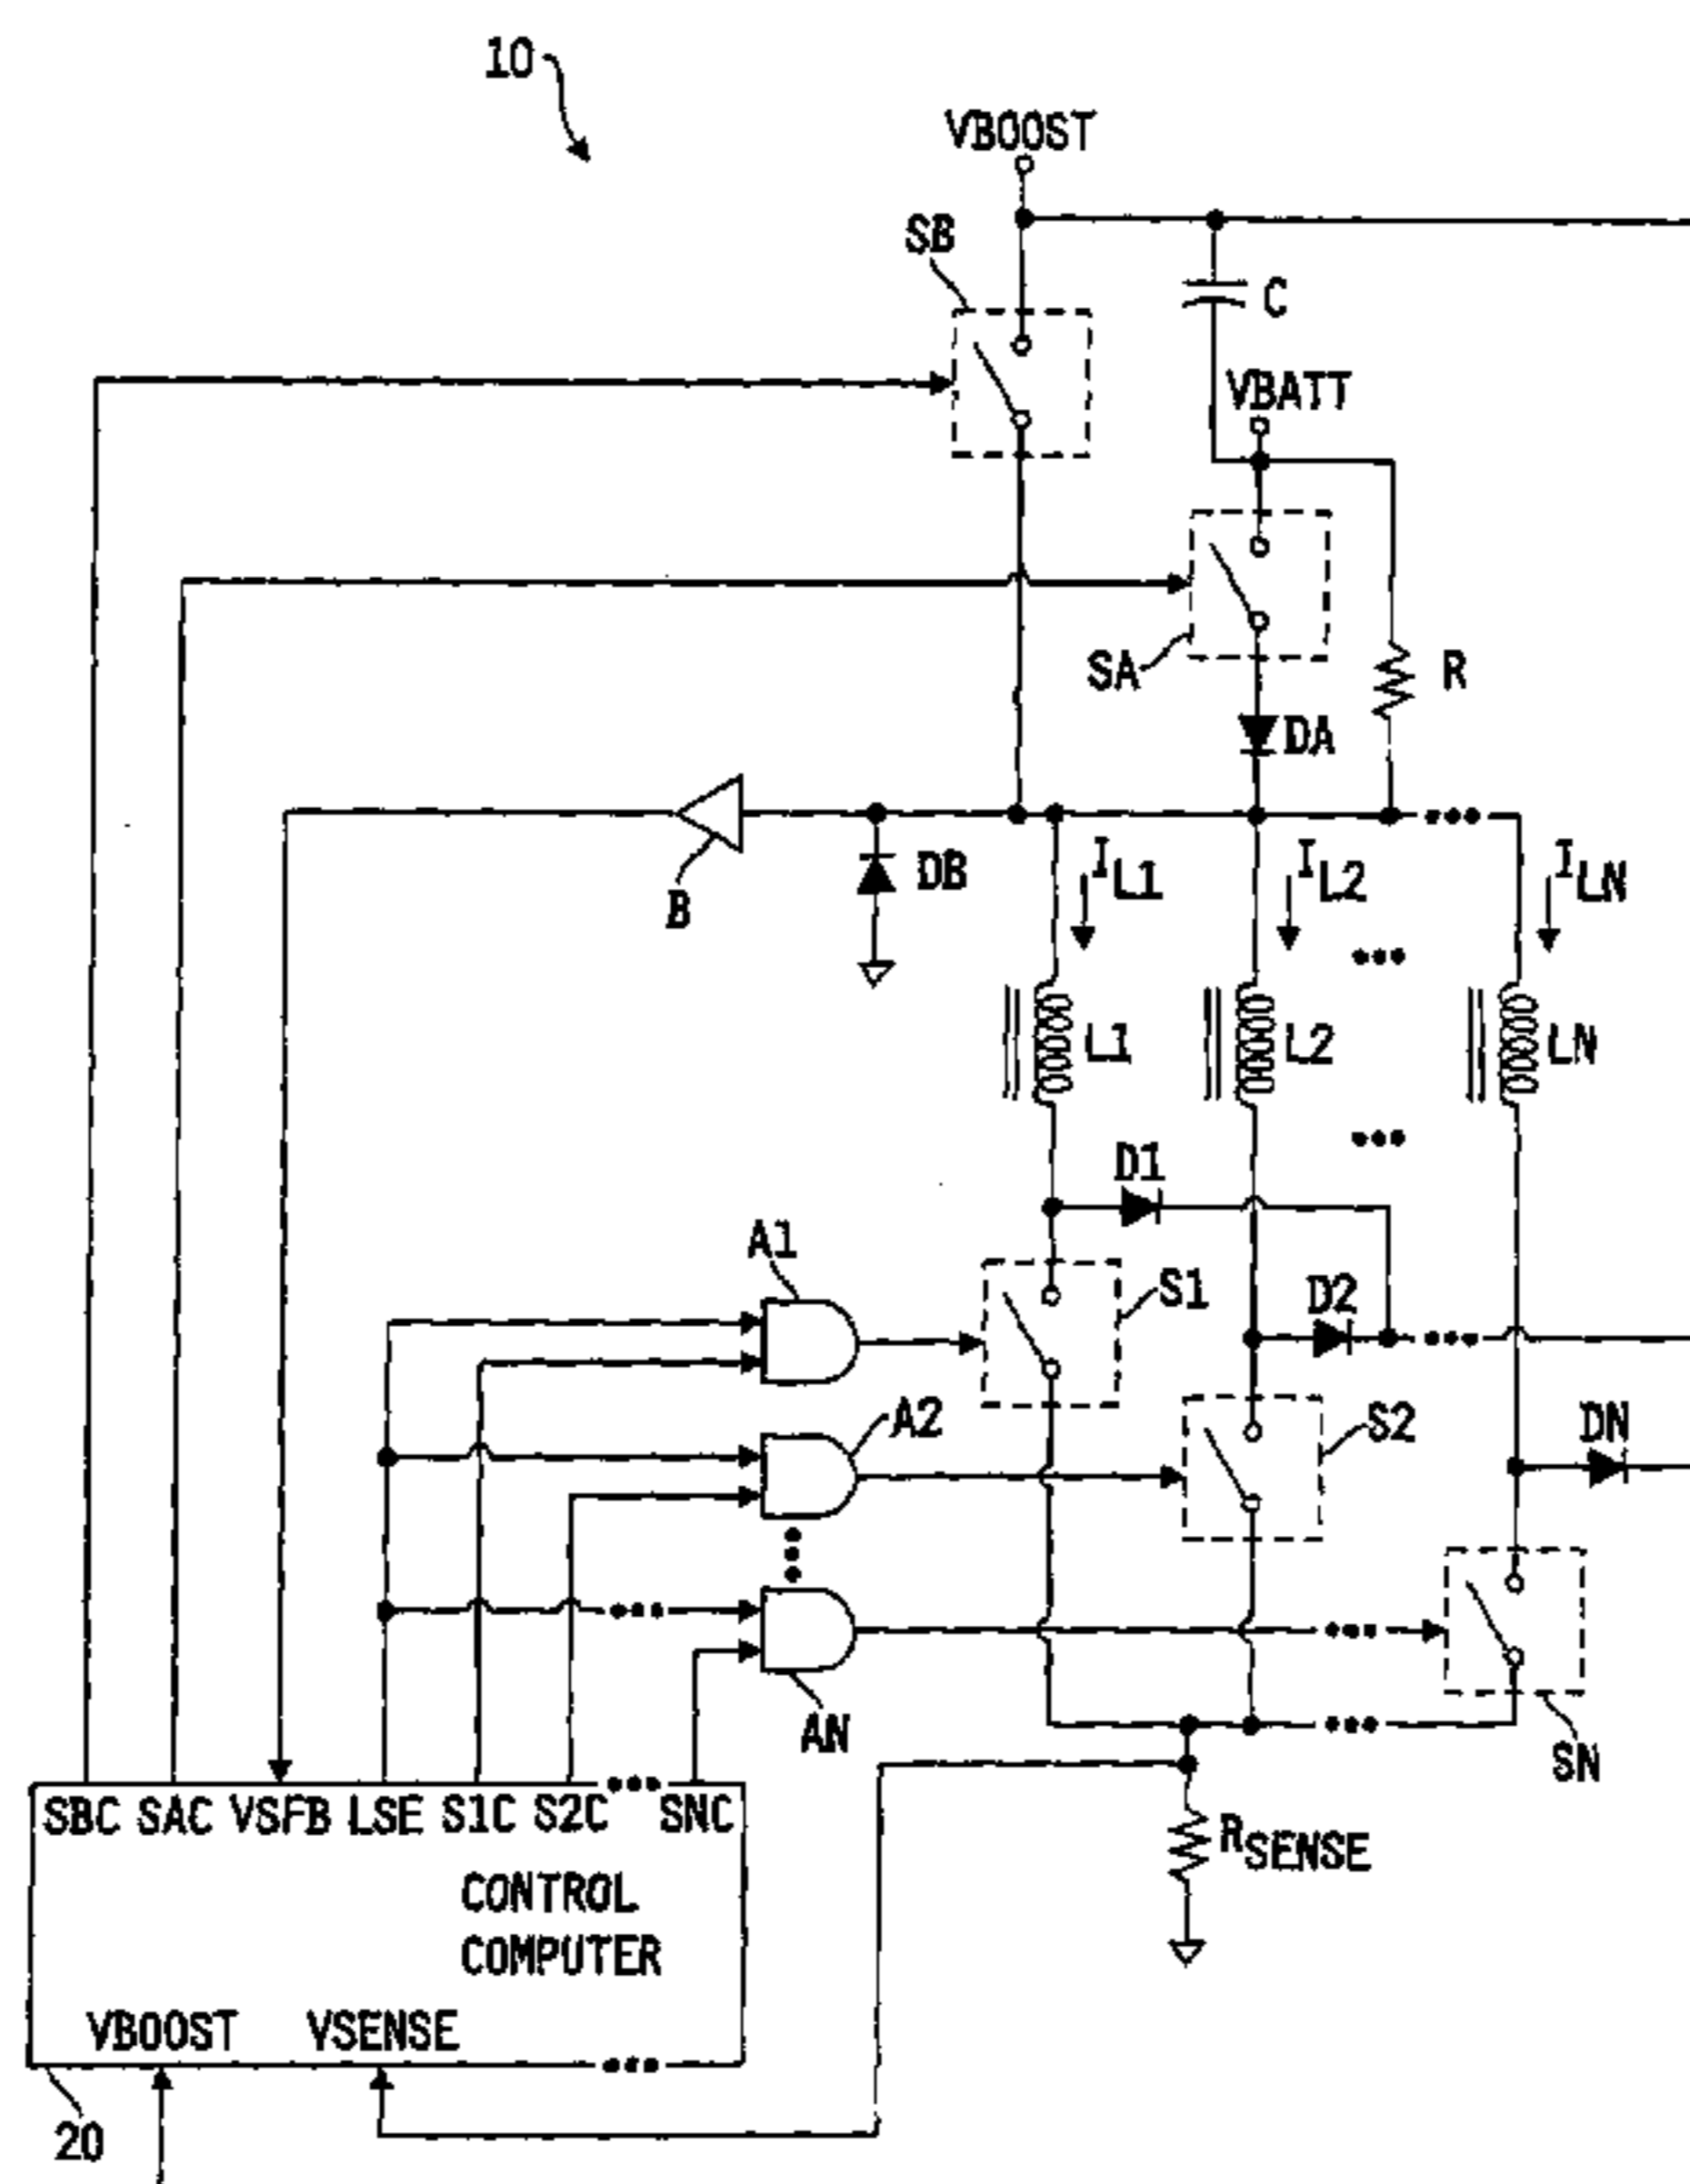 10
VBOOST
SB
C
VBATT
SA
R
DA
B
DB
IL1
IL2
ILN
L1
L2
LN
D1
A1
S1
D2
A2
S2
DN
AN
SN
SBC SAC VSFB LSE S1C S2C ••• SNC
RSENSE
CONTROL
COMPUTER
VBOOST VSENSE
20